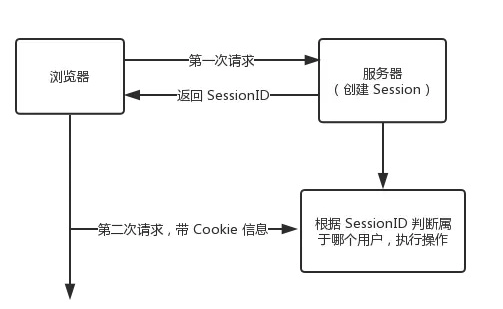 浏览器
第一次请求
服务器
（ 创建 Session ）
返回 SessionID
第二次请求，带 Cookie 信息
根据 SessionID 判断属
于哪个用户，执行操作